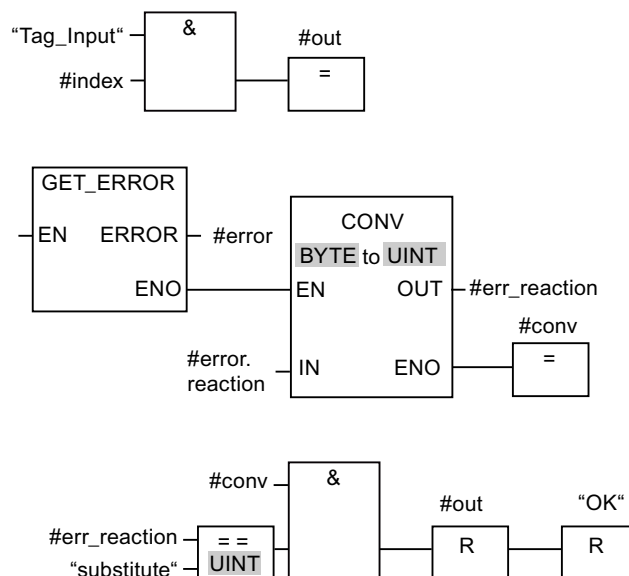 “Tag_Input“
&
#out
#index
=
GET_ERROR
EN ERROR
#error
ENO
CONV
BYTE to UINT
EN OUT
#err_reaction
#conv
#error.
reaction
IN ENO
=
#conv
&
#out
“OK“
#err_reaction
= =
R
R
“substitute“
UINT